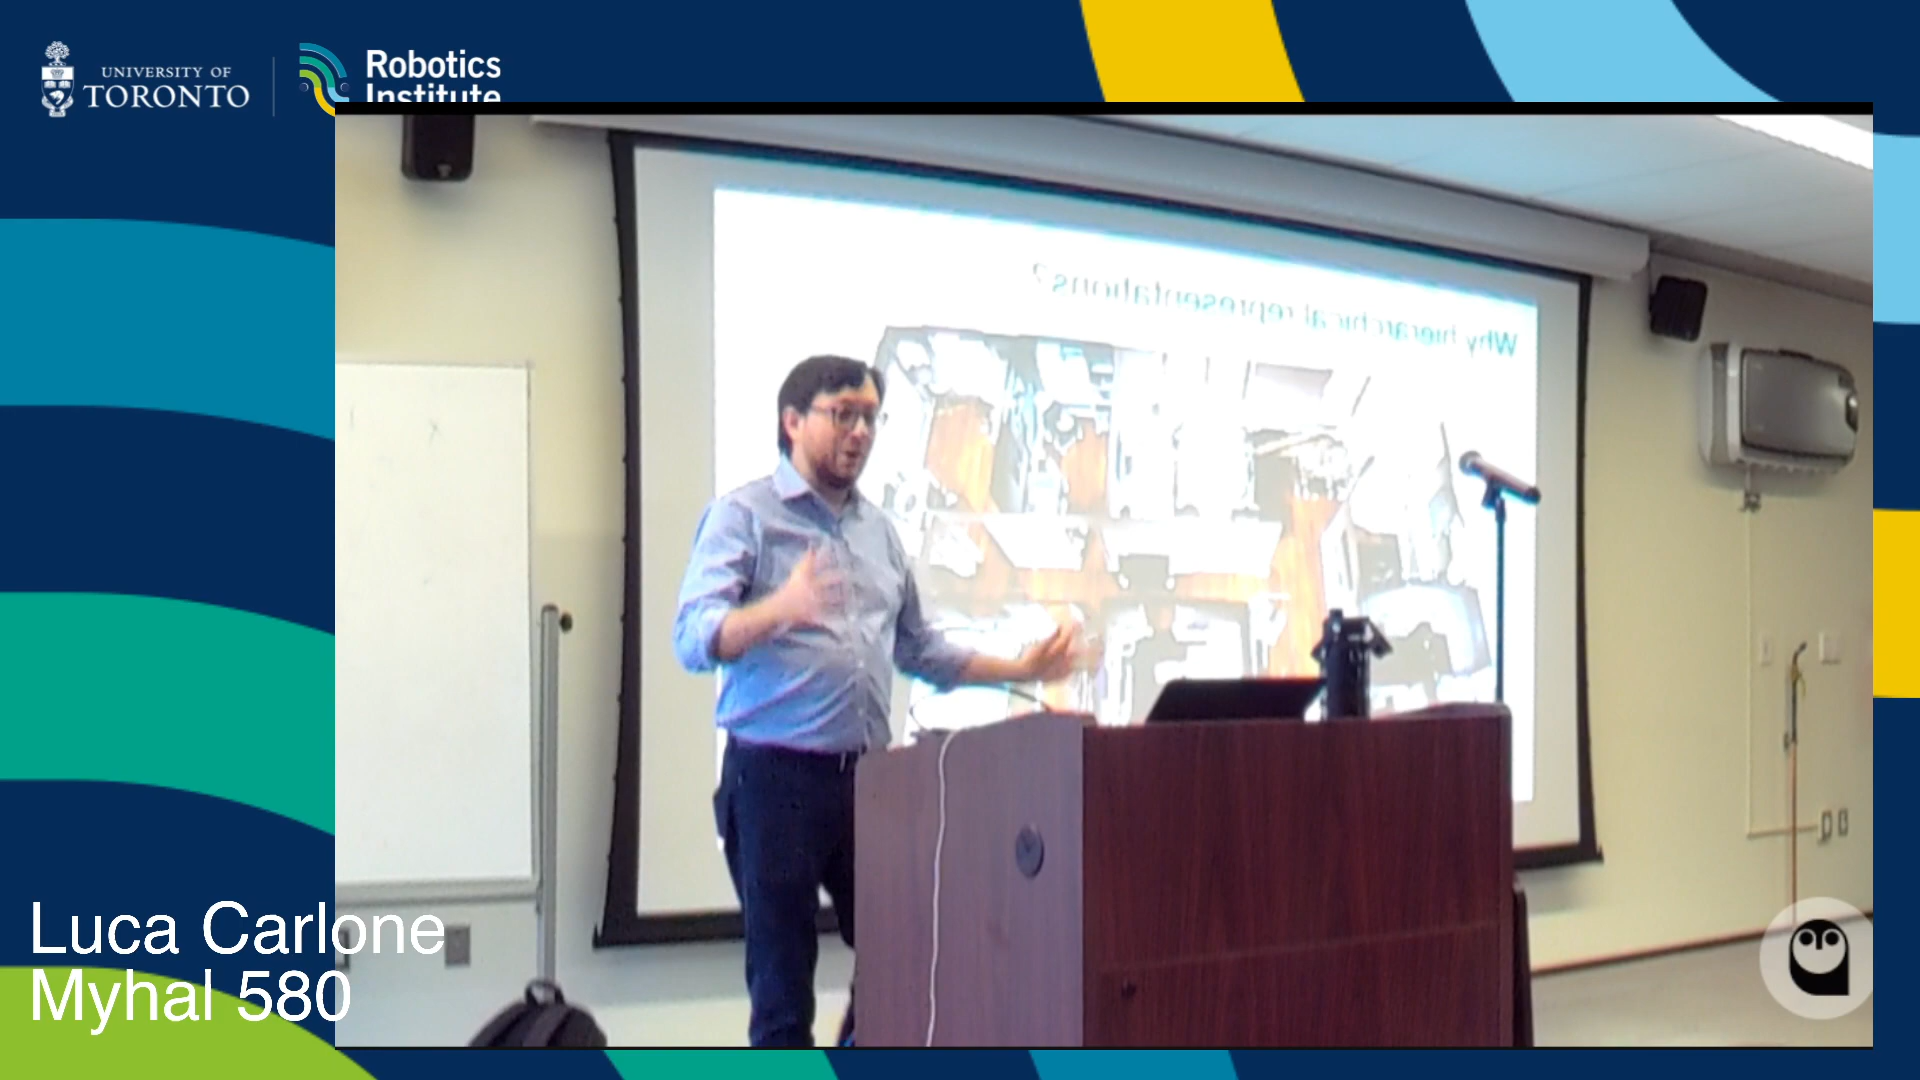 UNIVERSITY OF
TORONTO
Robotics
Institute
Why hierarchical representations?
Luca Carlone
Myhal 580